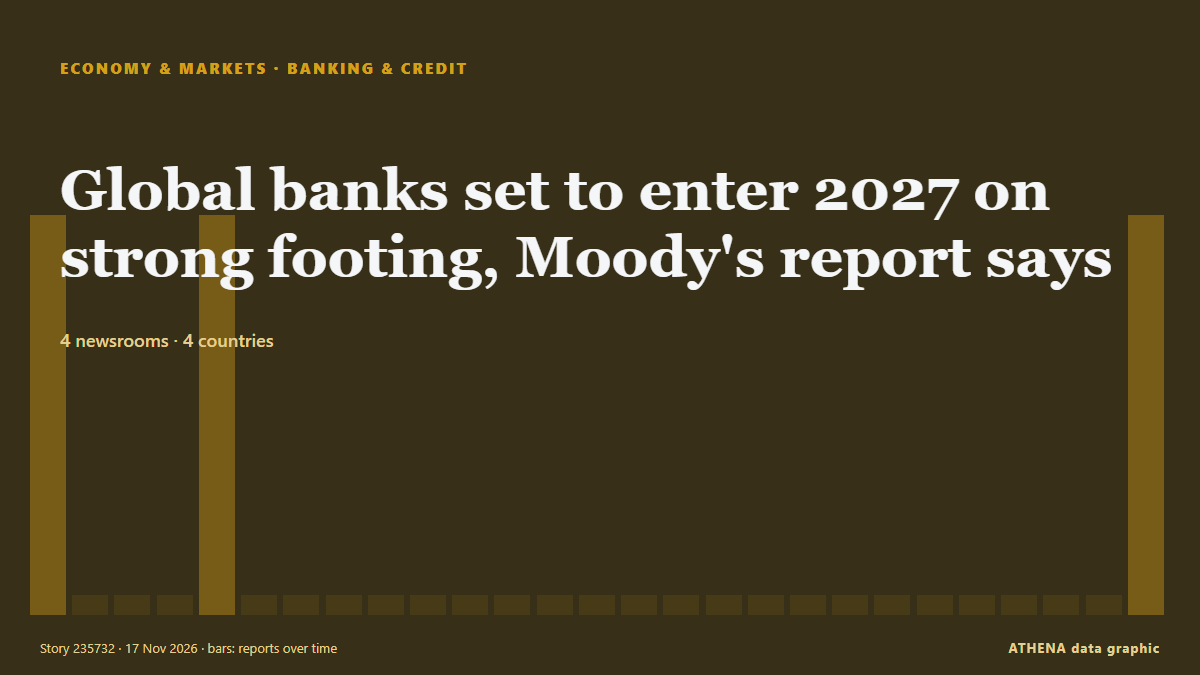 ECONOMY & MARKETS · BANKING & CREDIT
Global banks set to enter 2027 on
strong footing, Moody's report says
4 newsrooms · 4 countries
Story 235732 · 17 Nov 2026 · bars: reports over time
ATHENA data graphic